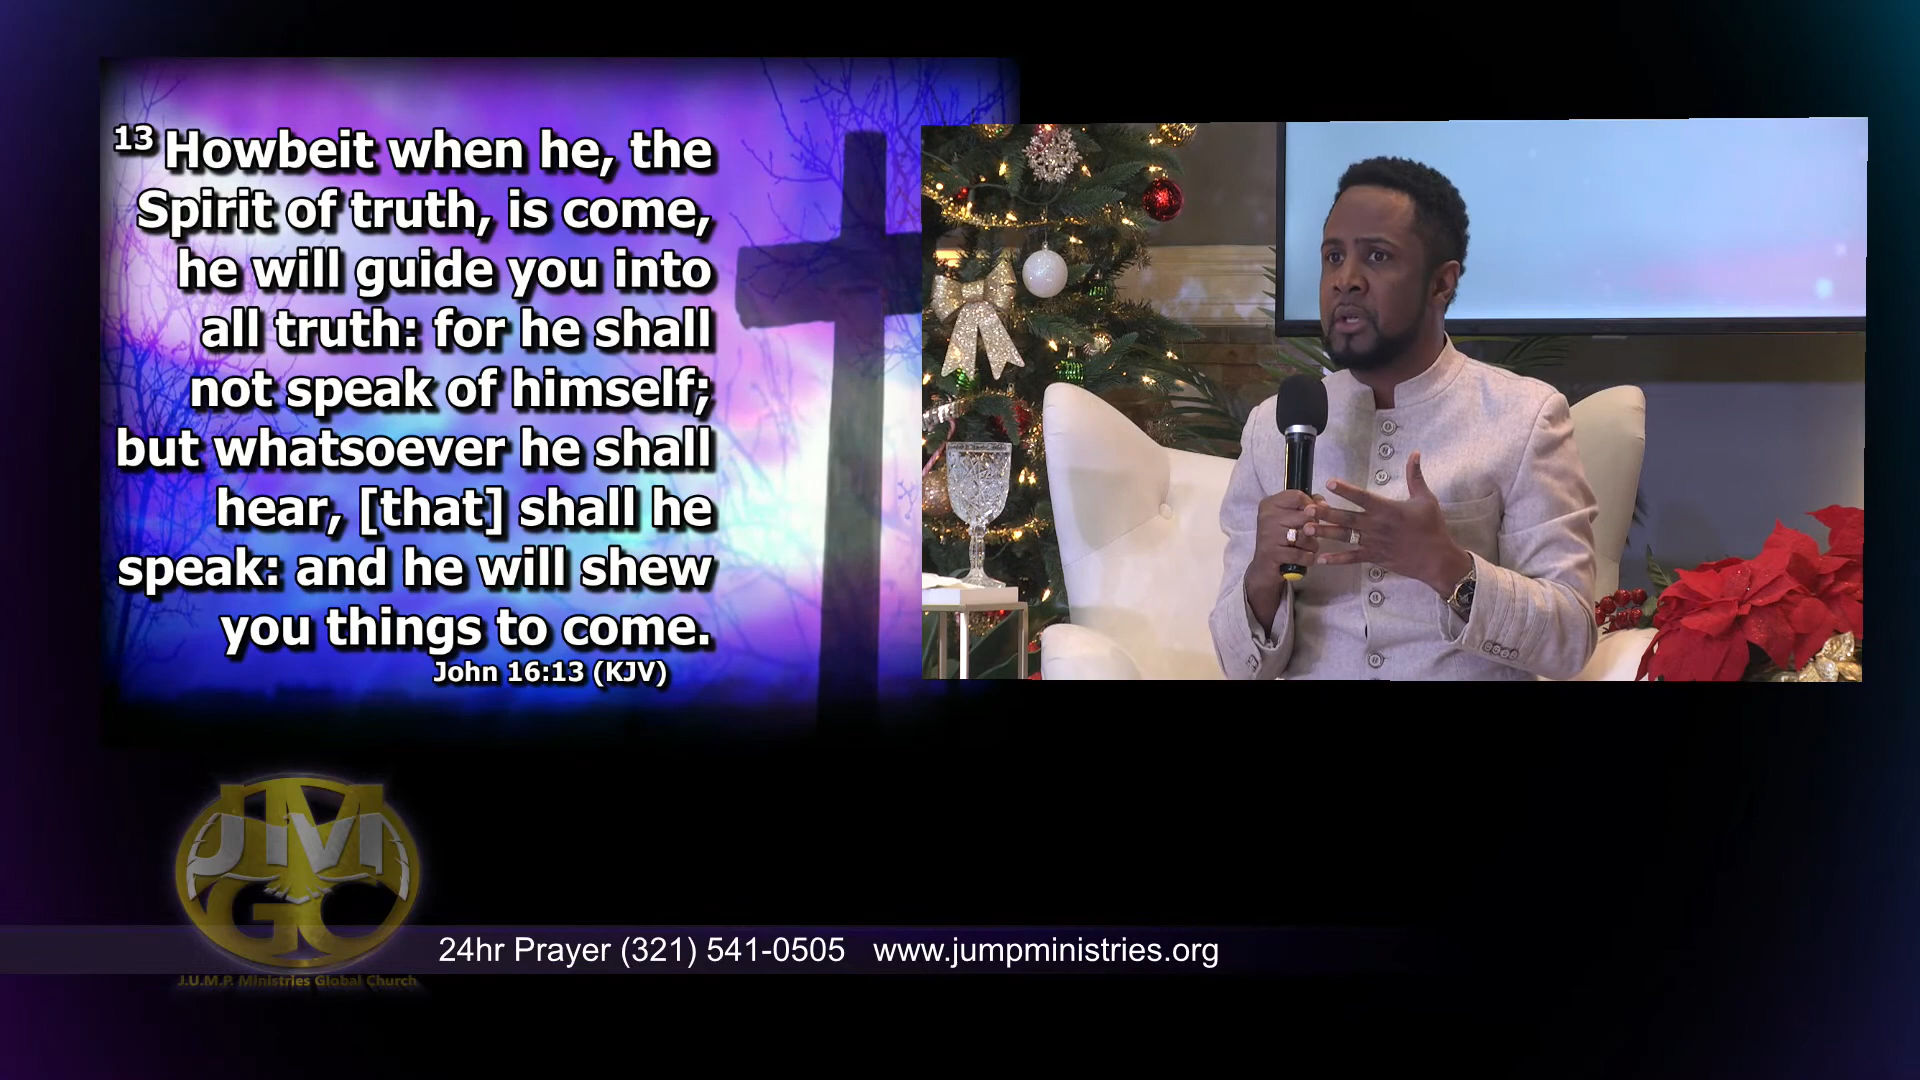 13 Howbeit when he, the
Spirit of truth, is come,
he will guide you into
all truth: for he shall
not speak of himself;
but whatsoever he shall
hear, [that] shall he
speak: and he will shew
you things to come.
John 16:13 (KJV)
JM
GC
J.U.M.P. Ministries Global Church
24hr Prayer (321) 541-0505 www.jumpministries.org